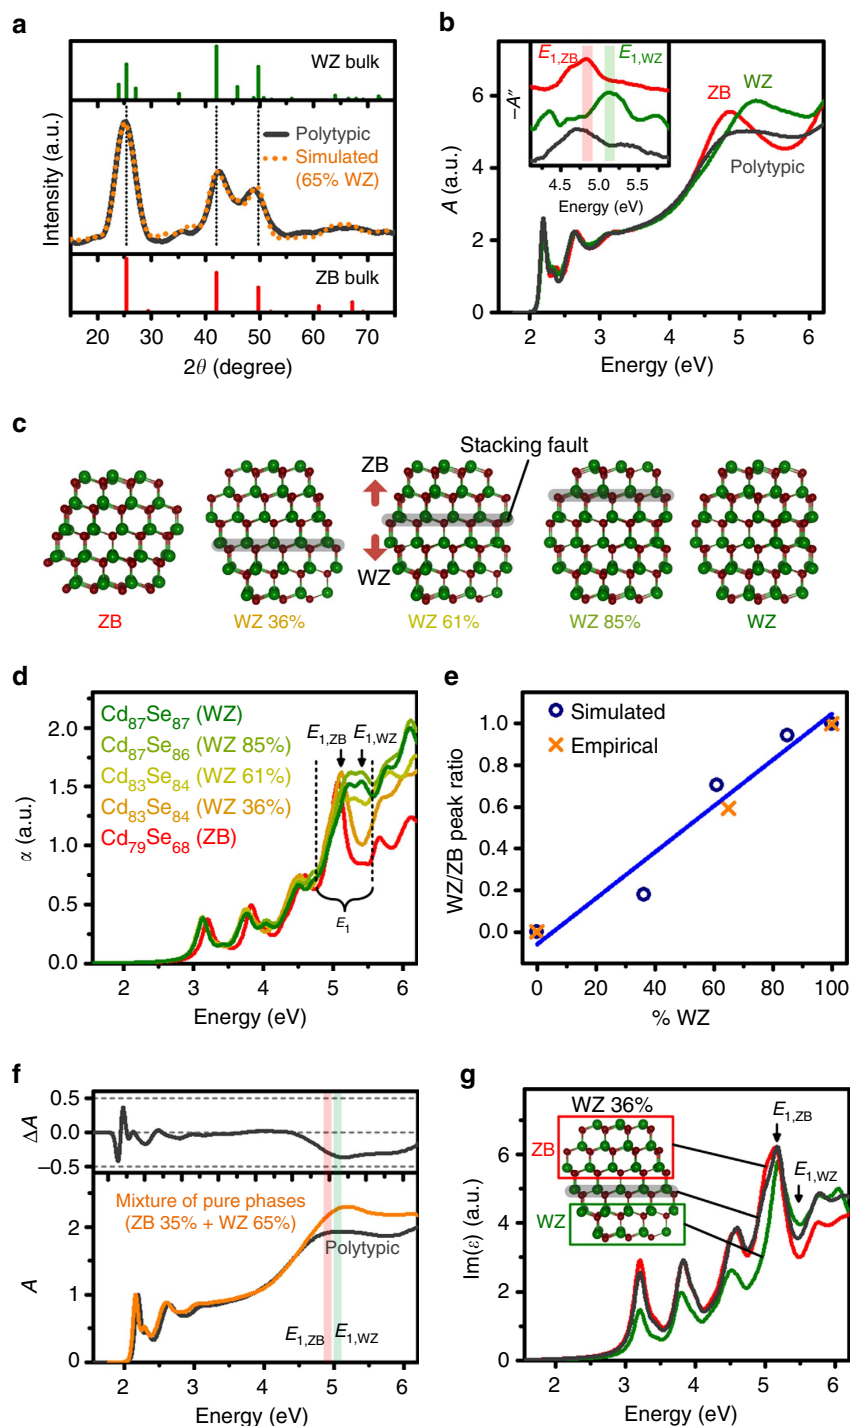 a
WZ bulk
Polytypic
Simulated
(65% WZ)
ZB bulk
Intensity (a.u.)
20 30 40 50 60 70
2θ (degree)
b
E1,ZB
E1,WZ
–A″
4.5 5.0 5.5
Energy (eV)
WZ
ZB
Polytypic
A (a.u.)
6
4
2
0
2 3 4 5 6
Energy (eV)
c
Stacking fault
ZB
WZ
ZB
WZ 36%
WZ 61%
WZ 85%
WZ
d
Cd87Se87 (WZ)
Cd87Se86 (WZ 85%)
Cd83Se84 (WZ 61%)
Cd83Se84 (WZ 36%)
Cd79Se68 (ZB)
E1,ZB
E1,WZ
E1
α (a.u.)
2.0
1.5
1.0
0.5
0.0
2 3 4 5 6
Energy (eV)
e
Simulated
Empirical
WZ/ZB peak ratio
1.0
0.8
0.6
0.4
0.2
0.0
0 20 40 60 80 100
% WZ
f
ΔA
0.5
0.0
–0.5
Mixture of pure phases
(ZB 35% + WZ 65%)
Polytypic
E1,ZB
E1,WZ
A
2
1
0
2 3 4 5 6
Energy (eV)
g
WZ 36%
ZB
WZ
E1,ZB
E1,WZ
Im(ε) (a.u.)
8
6
4
2
0
2 3 4 5 6
Energy (eV)